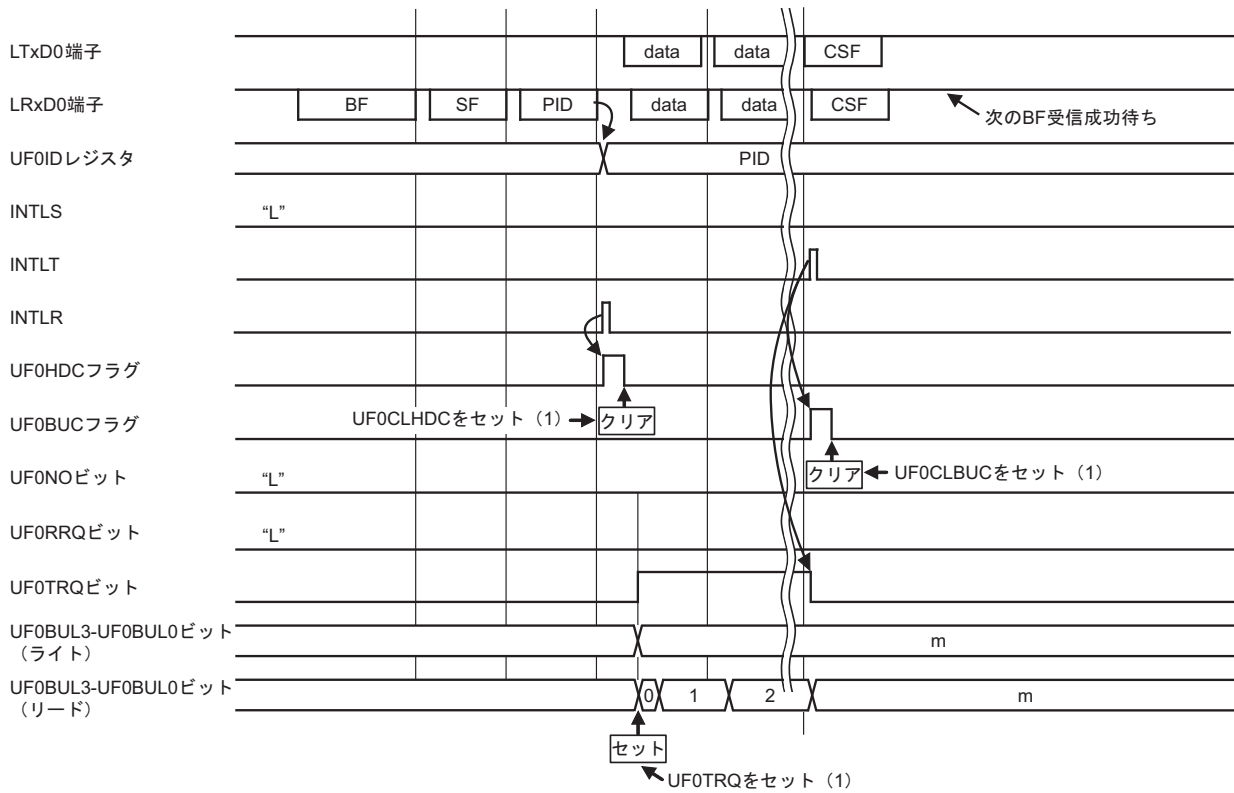 LTxD0端子
data
data
CSF
LRxD0端子
BF
SF
PID
data
data
CSF
次のBF受信成功待ち
UF0IDレジスタ
PID
INTLS
“L”
INTLT
INTLR
UF0HDCフラグ
UF0CLHDCをセット（1）
クリア
UF0BUCフラグ
クリア
UF0CLBUCをセット（1）
UF0NOビット
“L”
UF0RRQビット
“L”
UF0TRQビット
UF0BUL3-UF0BUL0ビット
（ライト）
m
UF0BUL3-UF0BUL0ビット
（リード）
0
1
2
m
セット
UF0TRQをセット（1）